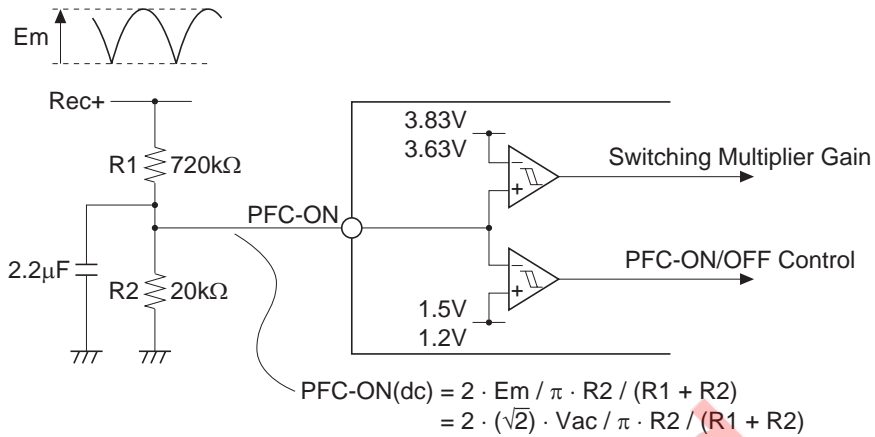 Em
Rec+
R1 720kΩ
PFC-ON
2.2μF
R2 20kΩ
3.83V
3.63V
Switching Multiplier Gain
PFC-ON/OFF Control
1.5V
1.2V
PFC-ON(dc) = 2 · Em / π · R2 / (R1 + R2)
= 2 · (√2) · Vac / π · R2 / (R1 + R2)